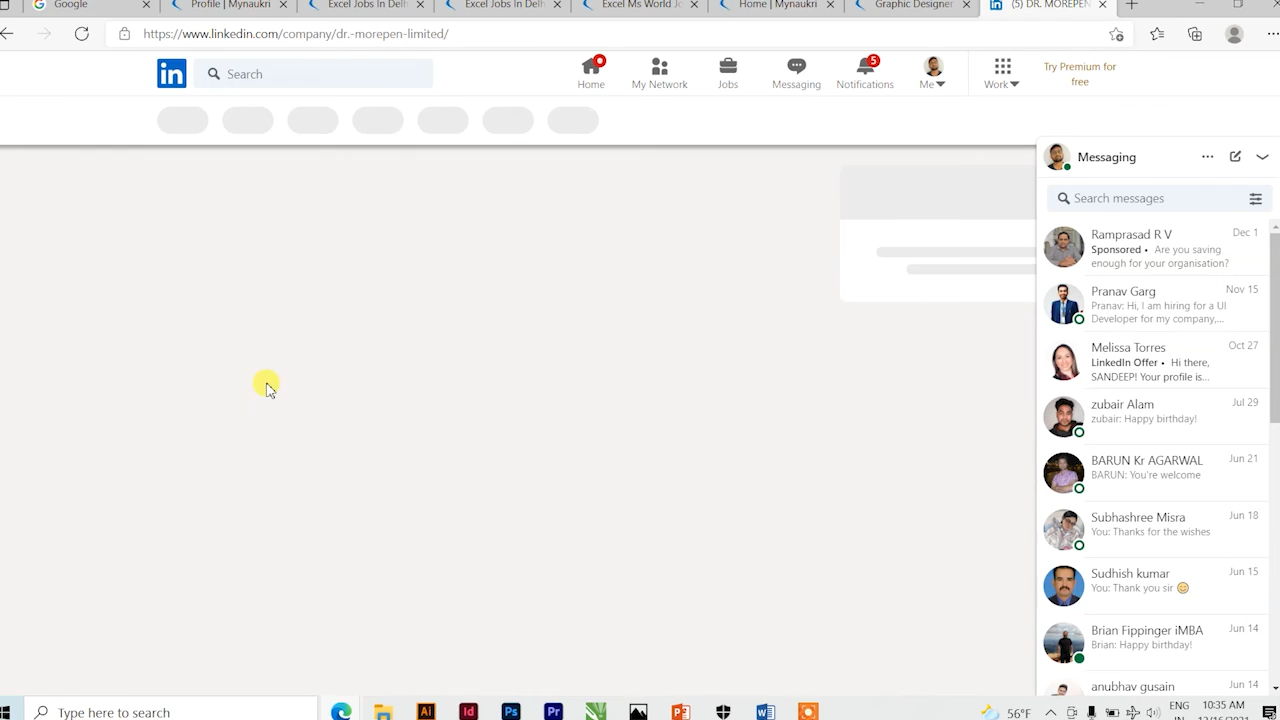 Google
Profile | Mynaukri
Excel Jobs In Delh
Excel Jobs In Delh
Excel Ms World Jo
Home | Mynaukri
Graphic Designer
(5) DR. MOREPEN
https://www.linkedin.com/company/dr.-morepen-limited/
in
Search
Home
My Network
Jobs
Messaging
5
Notifications
Me
Work
Try Premium for
free
Messaging
Search messages
Ramprasad R V
Dec 1
Sponsored • Are you saving
enough for your organisation?
Pranav Garg
Nov 15
Pranav: Hi, I am hiring for a UI
Developer for my company,...
Melissa Torres
Oct 27
LinkedIn Offer • Hi there,
SANDEEP! Your profile is...
zubair Alam
Jul 29
zubair: Happy birthday!
BARUN Kr AGARWAL
Jun 21
BARUN: You're welcome
Subhashree Misra
Jun 18
You: Thanks for the wishes
Sudhish kumar
Jun 15
You: Thank you sir 😊
Brian Fippinger iMBA
Jun 14
Brian: Happy birthday!
anubhav gusain
Jun 14
Type here to search
Ai
Id
Ps
Pr
56°F
ENG
10:35 AM